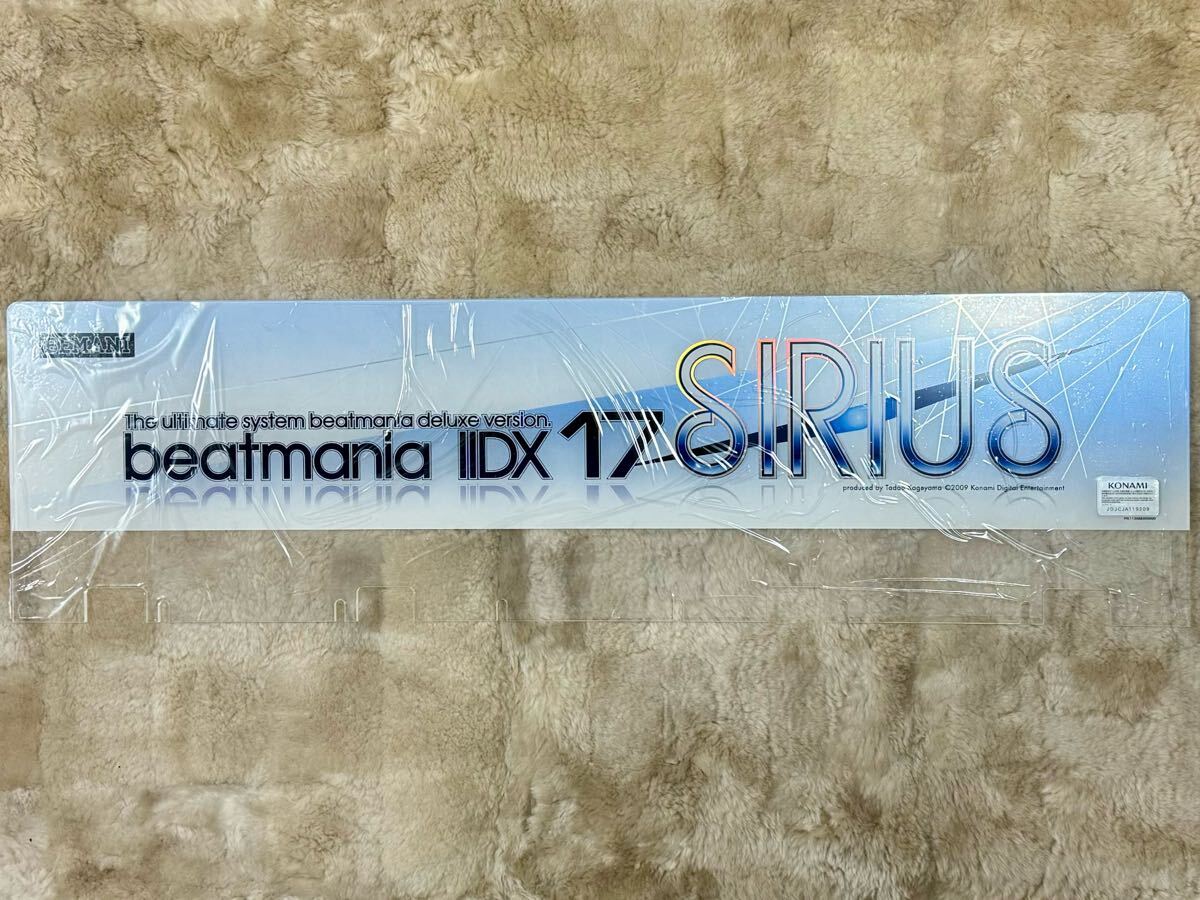 BEMANI
The ultimate system beatmania deluxe version.
beatmania IIDX 17 SIRIUS
produced by Tadao Kageyama ©2009 Konami Digital Entertainment
KONAMI